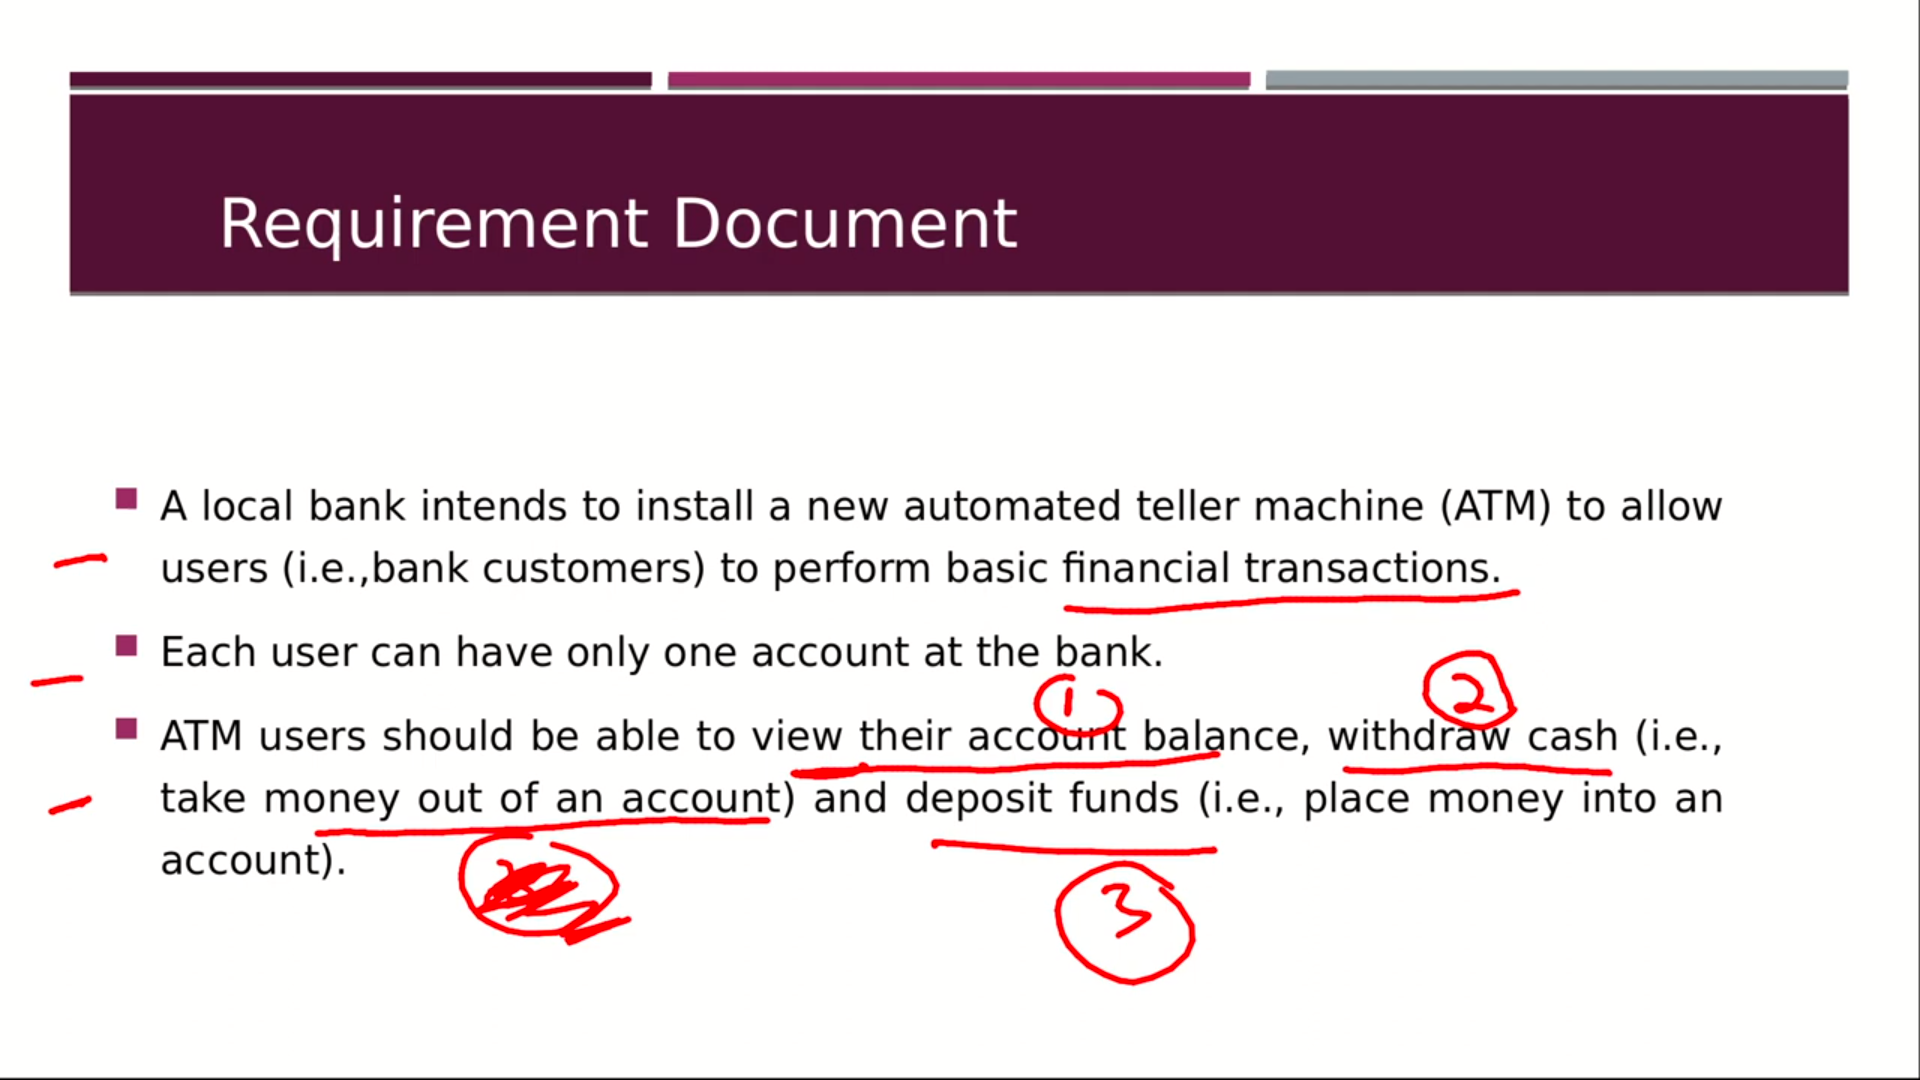 Requirement Document
A local bank intends to install a new automated teller machine (ATM) to allow
users (i.e.,bank customers) to perform basic financial transactions.
Each user can have only one account at the bank.
1 2
ATM users should be able to view their account balance, withdraw cash (i.e.,
take money out of an account) and deposit funds (i.e., place money into an
account).
3